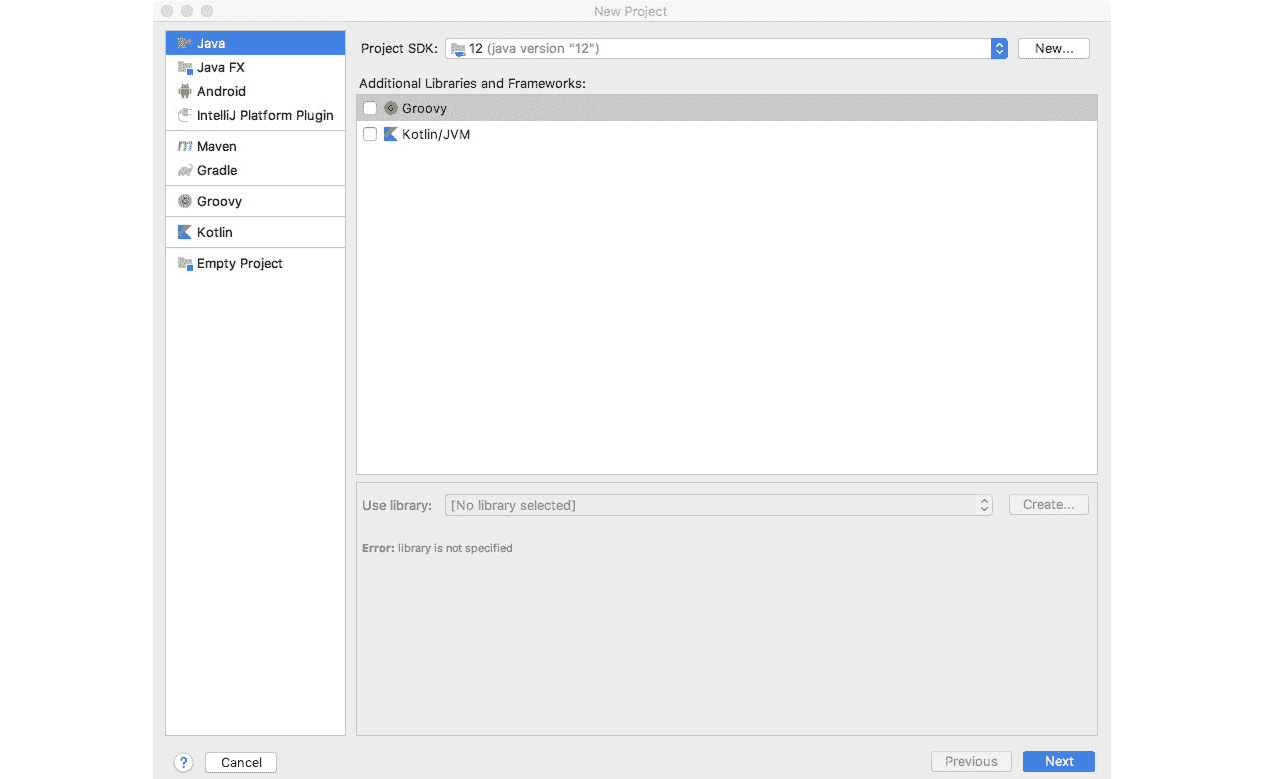 New Project
Java
Java FX
Android
IntelliJ Platform Plugin
Maven
Gradle
Groovy
Kotlin
Empty Project
Project SDK: 12 (java version "12") New...
Additional Libraries and Frameworks:
Groovy
Kotlin/JVM
Use library: [No library selected] Create...
Error: library is not specified
? Cancel Previous Next